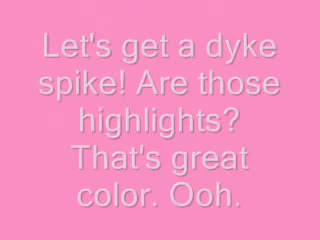 Let's get a dyke
spike! Are those
highlights?
That's great
color. Ooh.